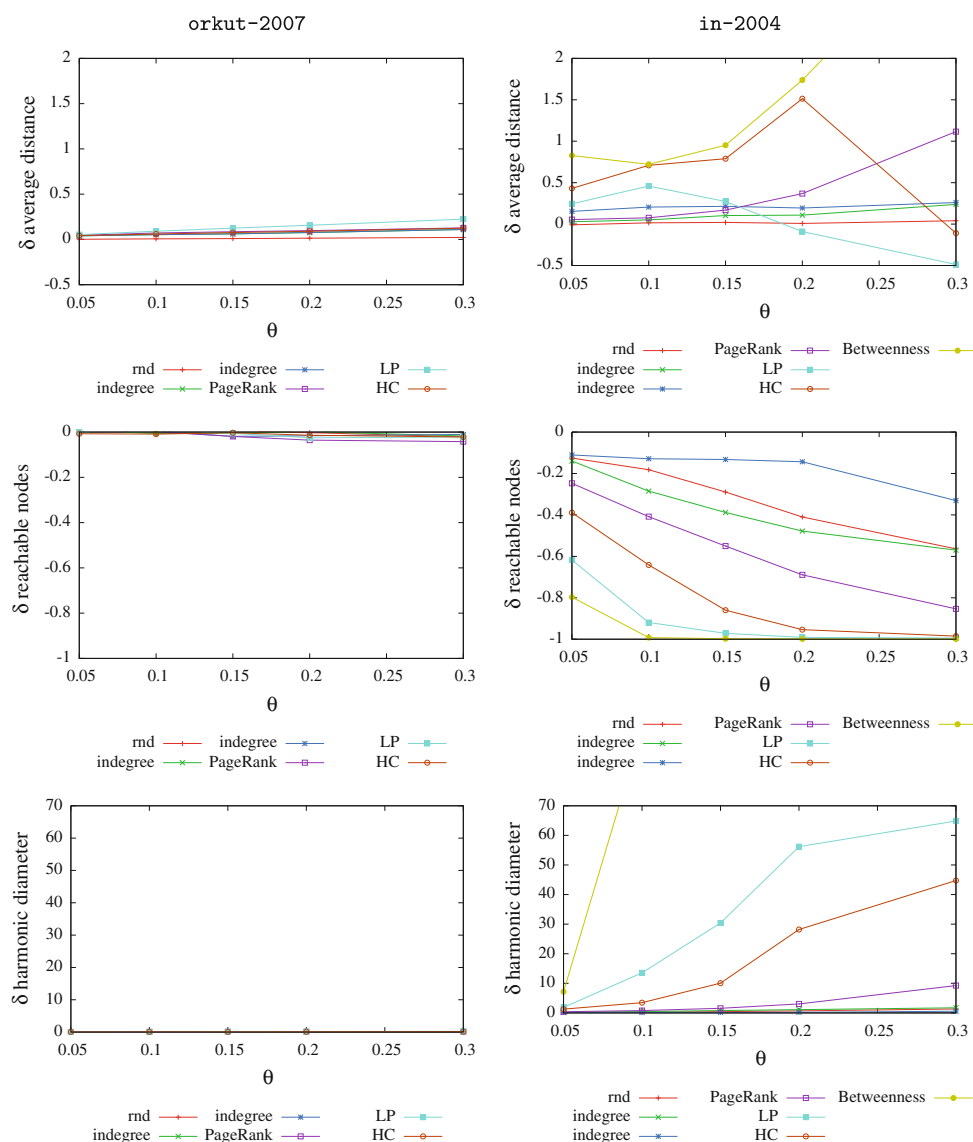 orkut-2007
in-2004
δ average distance
2
1.5
1
0.5
0
-0.5
0.05 0.1 0.15 0.2 0.25 0.3
θ
rnd indegree LP
indegree PageRank HC
δ average distance
2
1.5
1
0.5
0
-0.5
0.05 0.1 0.15 0.2 0.25 0.3
θ
rnd PageRank Betweenness
indegree LP
indegree HC
δ reachable nodes
0
-0.2
-0.4
-0.6
-0.8
-1
0.05 0.1 0.15 0.2 0.25 0.3
θ
rnd indegree LP
indegree PageRank HC
δ reachable nodes
0
-0.2
-0.4
-0.6
-0.8
-1
0.05 0.1 0.15 0.2 0.25 0.3
θ
rnd PageRank Betweenness
indegree LP
indegree HC
δ harmonic diameter
70
60
50
40
30
20
10
0
0.05 0.1 0.15 0.2 0.25 0.3
θ
rnd indegree LP
indegree PageRank HC
δ harmonic diameter
70
60
50
40
30
20
10
0
0.05 0.1 0.15 0.2 0.25 0.3
θ
rnd PageRank Betweenness
indegree LP
indegree HC